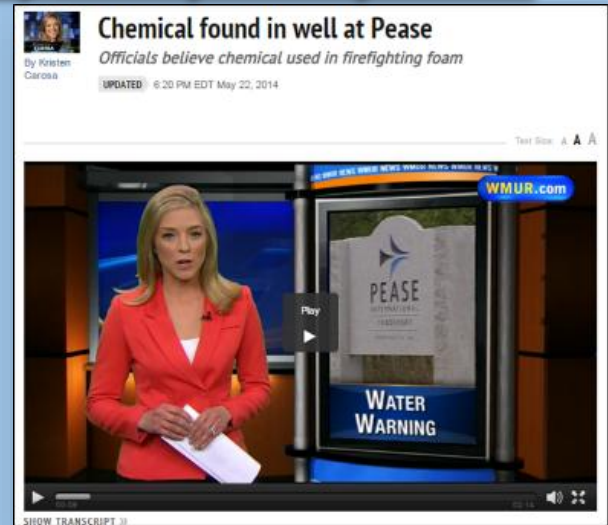 Chemical found in well at Pease
Officials believe chemical used in firefighting foam
By Kristen
Carosa
UPDATED 6:20 PM EDT May 22, 2014
Text Size: A A A
WMUR.com
PEASE
INTERNATIONAL
Play
WATER
WARNING
SHOW TRANSCRIPT